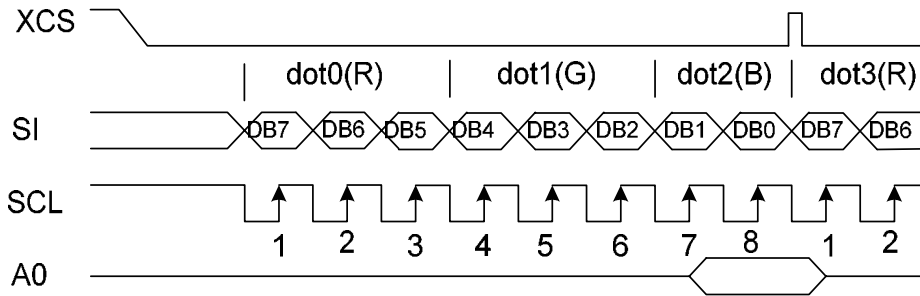 XCS
dot0(R) dot1(G) dot2(B) dot3(R)
SI DB7 DB6 DB5 DB4 DB3 DB2 DB1 DB0 DB7 DB6
SCL
1 2 3 4 5 6 7 8 1 2
A0